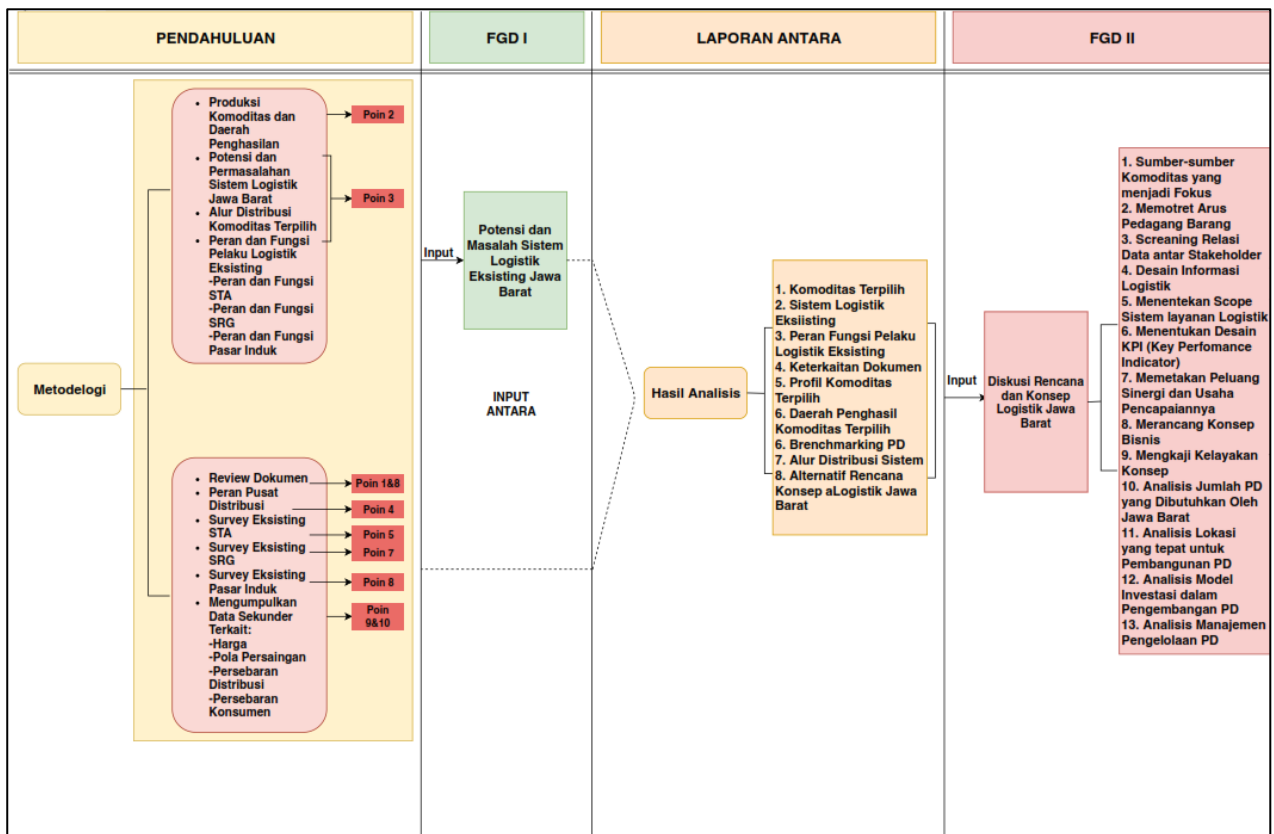 PENDAHULUAN
FGD I
LAPORAN ANTARA
FGD II
Metodelogi
• Produksi
Komoditas dan
Daerah
Penghasilan
• Potensi dan
Permasalahan
Sistem Logistik
Jawa Barat
• Alur Distribusi
Komoditas Terpilih
• Peran dan Fungsi
Pelaku Logistik
Eksisting
-Peran dan Fungsi
STA
-Peran dan Fungsi
SRG
-Peran dan Fungsi
Pasar Induk
Poin 2
Poin 3
• Review Dokumen
• Peran Pusat
Distribusi
• Survey Eksisting
STA
• Survey Eksisting
SRG
• Survey Eksisting
Pasar Induk
• Mengumpulkan
Data Sekunder
Terkait:
-Harga
-Pola Persaingan
-Persebaran
Distribusi
-Persebaran
Konsumen
Poin 1&8
Poin 4
Poin 5
Poin 7
Poin 8
Poin
9&10
Input
Potensi dan
Masalah Sistem
Logistik
Eksisting Jawa
Barat
INPUT
ANTARA
Hasil Analisis
1. Komoditas Terpilih
2. Sistem Logistik
Eksiisting
3. Peran Fungsi Pelaku
Logistik Eksisting
4. Keterkaitan Dokumen
5. Profil Komoditas
Terpilih
6. Daerah Penghasil
Komoditas Terpilih
6. Brenchmarking PD
7. Alur Distribusi Sistem
8. Alternatif Rencana
Konsep aLogistik Jawa
Barat
Input
Diskusi Rencana
dan Konsep
Logistik Jawa
Barat
1. Sumber-sumber
Komoditas yang
menjadi Fokus
2. Memotret Arus
Pedagang Barang
3. Screaning Relasi
Data antar Stakeholder
4. Desain Informasi
Logistik
5. Menentekan Scope
Sistem layanan Logistik
6. Menentukan Desain
KPI (Key Perfomance
Indicator)
7. Memetakan Peluang
Sinergi dan Usaha
Pencapaiannya
8. Merancang Konsep
Bisnis
9. Mengkaji Kelayakan
Konsep
10. Analisis Jumlah PD
yang Dibutuhkan Oleh
Jawa Barat
11. Analisis Lokasi
yang tepat untuk
Pembangunan PD
12. Analisis Model
Investasi dalam
Pengembangan PD
13. Analisis Manajemen
Pengelolaan PD